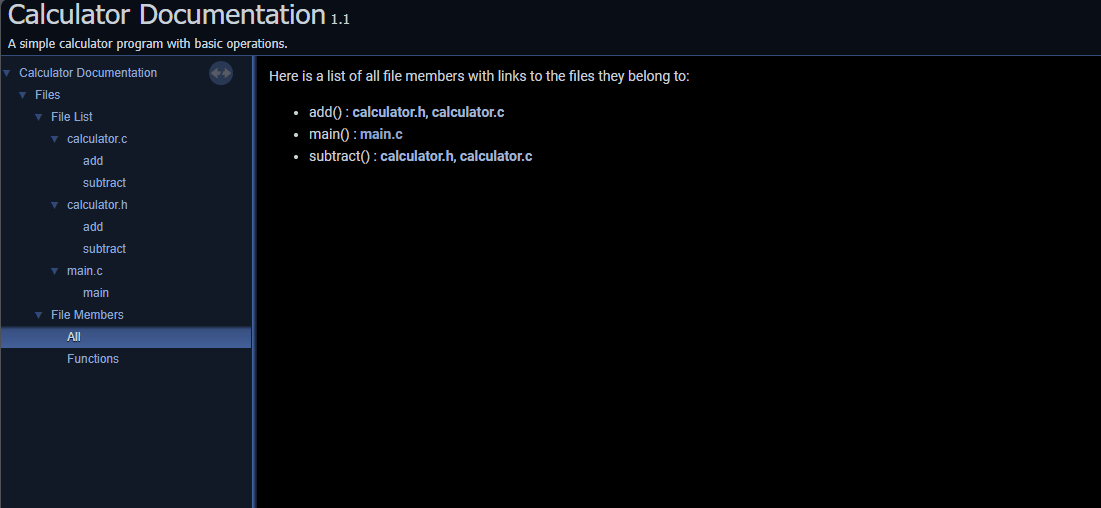 Calculator Documentation 1.1
A simple calculator program with basic operations.
Calculator Documentation
Files
File List
calculator.c
add
subtract
calculator.h
add
subtract
main.c
main
File Members
All
Functions
Here is a list of all file members with links to the files they belong to:
add() : calculator.h, calculator.c
main() : main.c
subtract() : calculator.h, calculator.c